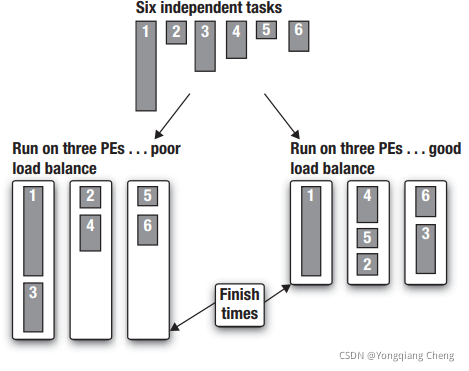 Six independent tasks
1 2 3 4 5 6
Run on three PEs . . . poor
load balance
1 2 5
4 6
3
Run on three PEs . . . good
load balance
1 4 6
5 3
2
Finish
times
CSDN @Yongqiang Cheng